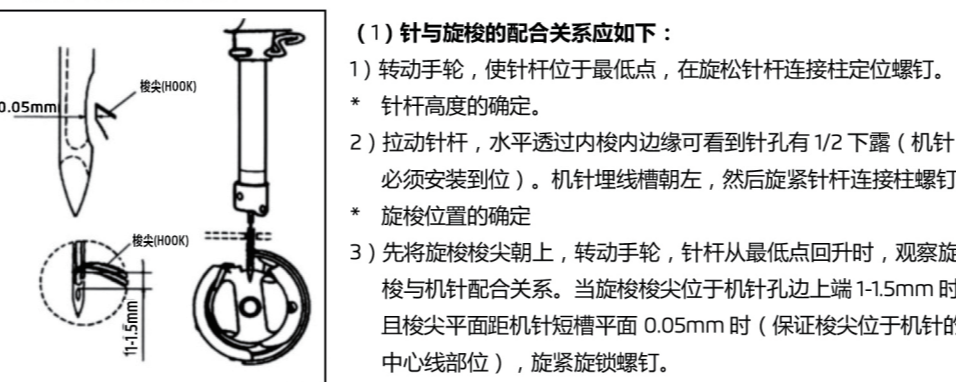 梭尖(HOOK)
0.05mm
梭尖(HOOK)
1-1.5mm
（1）针与旋梭的配合关系应如下：
1）转动手轮，使针杆位于最低点，在旋松针杆连接柱定位螺钉。
* 针杆高度的确定。
2）拉动针杆，水平透过内梭内边缘可看到针孔有1/2下露（机针
必须安装到位）。机针埋线槽朝左，然后旋紧针杆连接柱螺钉
* 旋梭位置的确定
3）先将旋梭梭尖朝上，转动手轮，针杆从最低点回升时，观察旋
梭与机针配合关系。当旋梭梭尖位于机针孔边上端1-1.5mm时
且梭尖平面距机针短槽平面 0.05mm 时（保证梭尖位于机针的
中心线部位），旋紧旋锁螺钉。